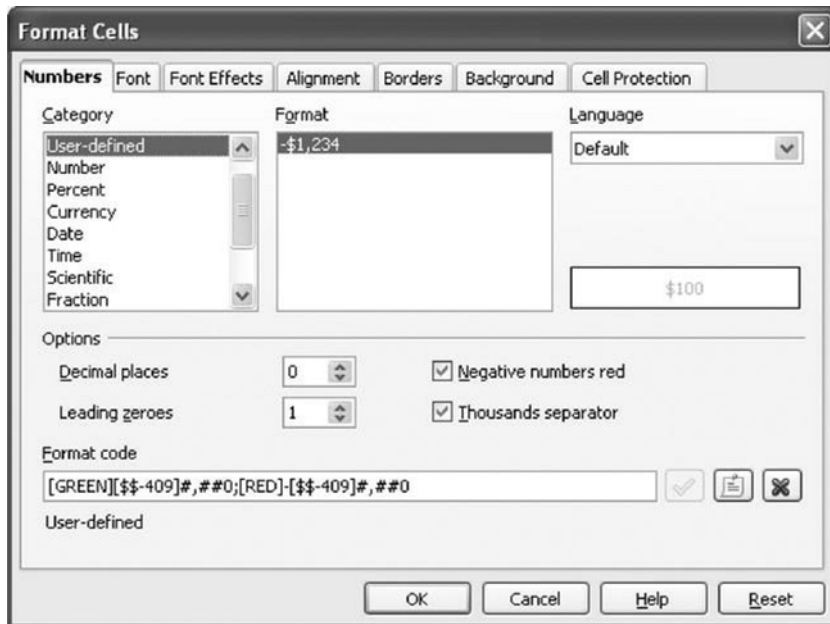 Format Cells
Numbers Font Font Effects Alignment Borders Background Cell Protection
Category Format Language
User-defined -$1,234 Default
Number
Percent
Currency
Date
Time
Scientific $100
Fraction
Options
Decimal places 0 Negative numbers red
Leading zeroes 1 Thousands separator
Format code
[GREEN][$$-409]#,##0;[RED]-[$$-409]#,##0
User-defined
OK Cancel Help Reset